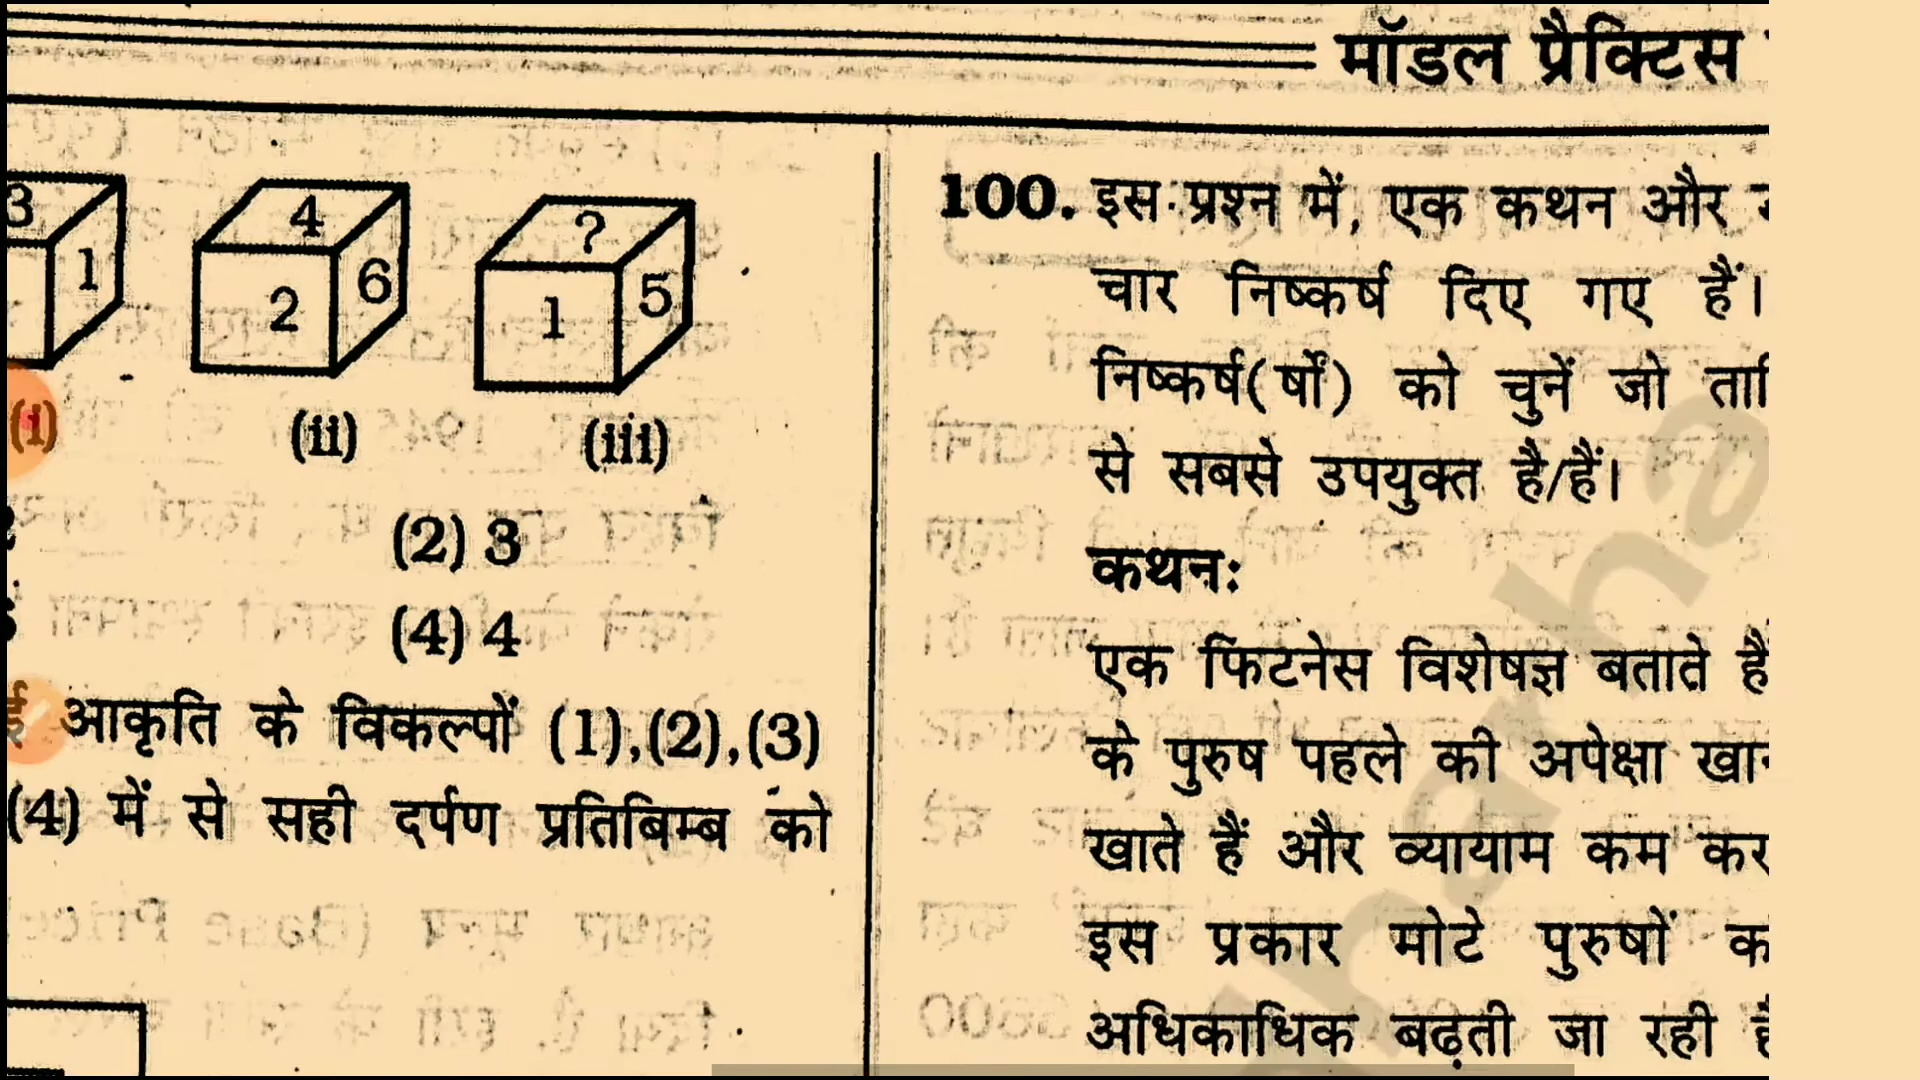 मॉडल प्रैक्टिस
3
1
4
2
6
?
1
5
(i)
(ii)
(iii)
(2) 3
(4) 4
आकृति के विकल्पों (1),(2),(3)
(4) में से सही दर्पण प्रतिबिम्ब को
100. इस प्रश्न में, एक कथन और
चार निष्कर्ष दिए गए हैं।
निष्कर्ष(र्षों) को चुनें जो
से सबसे उपयुक्त है/हैं।
कथन:
एक फिटनेस विशेषज्ञ बताते हैं
के पुरुष पहले की अपेक्षा
खाते हैं और व्यायाम कम कर
इस प्रकार मोटे पुरुषों
अधिकाधिक बढ़ती जा रही